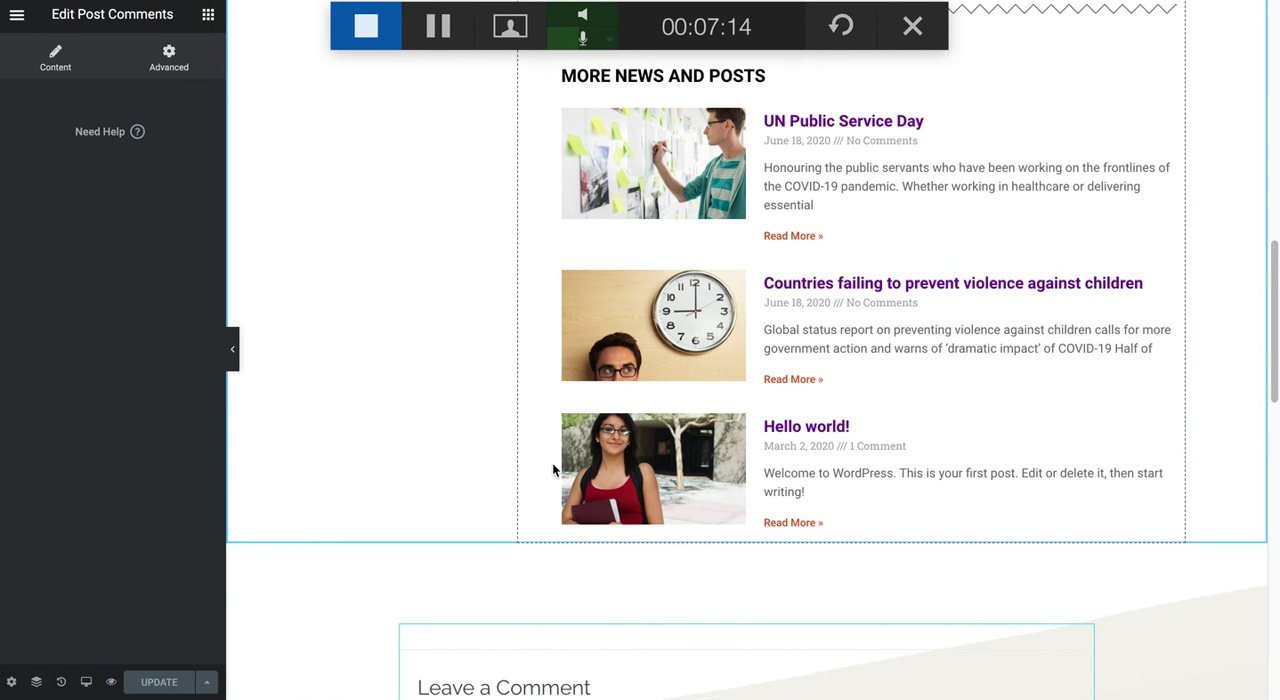 Edit Post Comments
Content
Advanced
Need Help ?
UPDATE
00:07:14
MORE NEWS AND POSTS
UN Public Service Day
June 18, 2020 /// No Comments
Honouring the public servants who have been working on the frontlines of
the COVID-19 pandemic. Whether working in healthcare or delivering
essential
Read More »
Countries failing to prevent violence against children
June 18, 2020 /// No Comments
Global status report on preventing violence against children calls for more
government action and warns of ‘dramatic impact’ of COVID-19 Half of
Read More »
Hello world!
March 2, 2020 /// 1 Comment
Welcome to WordPress. This is your first post. Edit or delete it, then start
writing!
Read More »
Leave a Comment